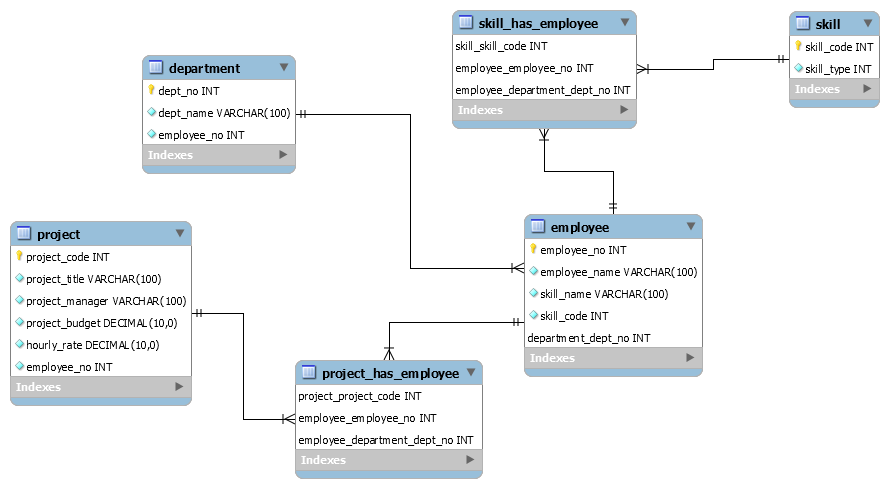 skill_has_employee
skill_skill_code INT
employee_employee_no INT
employee_department_dept_no INT
Indexes
skill
skill_code INT
skill_type INT
Indexes
department
dept_no INT
dept_name VARCHAR(100)
employee_no INT
Indexes
project
project_code INT
project_title VARCHAR(100)
project_manager VARCHAR(100)
project_budget DECIMAL(10,0)
hourly_rate DECIMAL(10,0)
employee_no INT
Indexes
employee
employee_no INT
employee_name VARCHAR(100)
skill_name VARCHAR(100)
skill_code INT
department_dept_no INT
Indexes
project_has_employee
project_project_code INT
employee_employee_no INT
employee_department_dept_no INT
Indexes